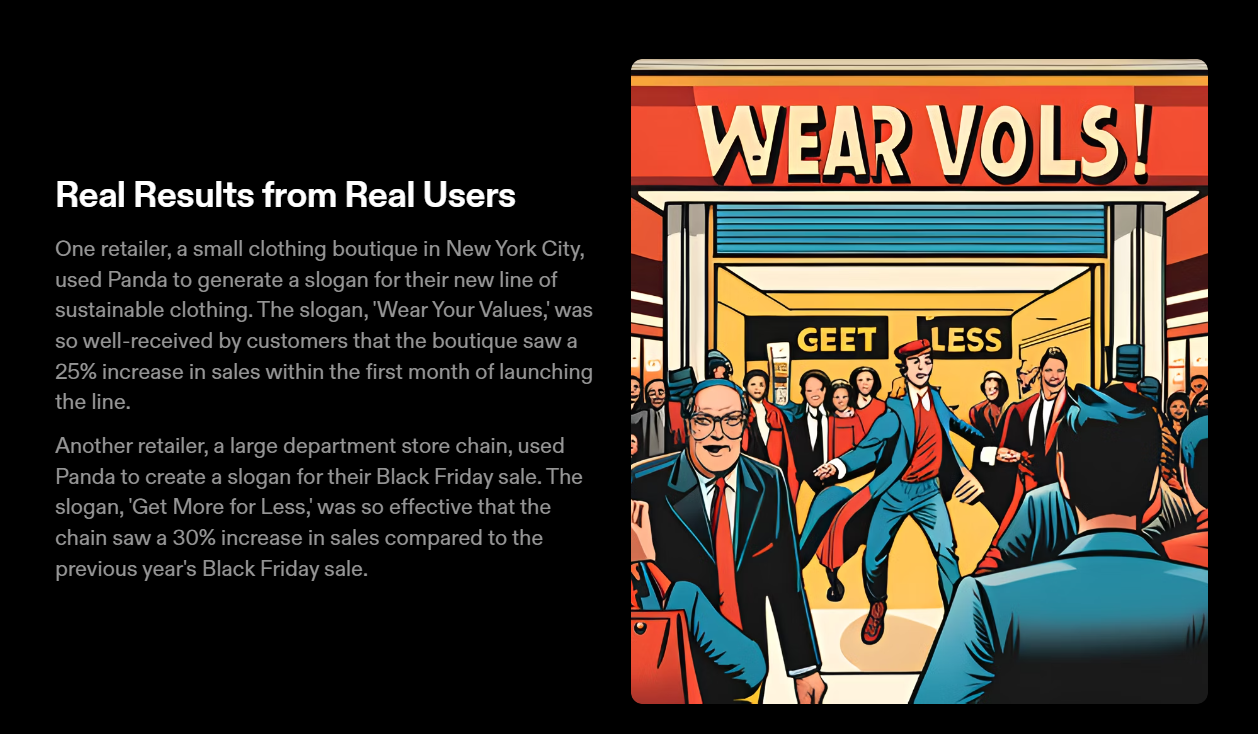 Real Results from Real Users
One retailer, a small clothing boutique in New York City,
used Panda to generate a slogan for their new line of
sustainable clothing. The slogan, 'Wear Your Values,' was
so well-received by customers that the boutique saw a
25% increase in sales within the first month of launching
the line.
Another retailer, a large department store chain, used
Panda to create a slogan for their Black Friday sale. The
slogan, 'Get More for Less,' was so effective that the
chain saw a 30% increase in sales compared to the
previous year's Black Friday sale.
WEAR VOLS!
GEET LESS